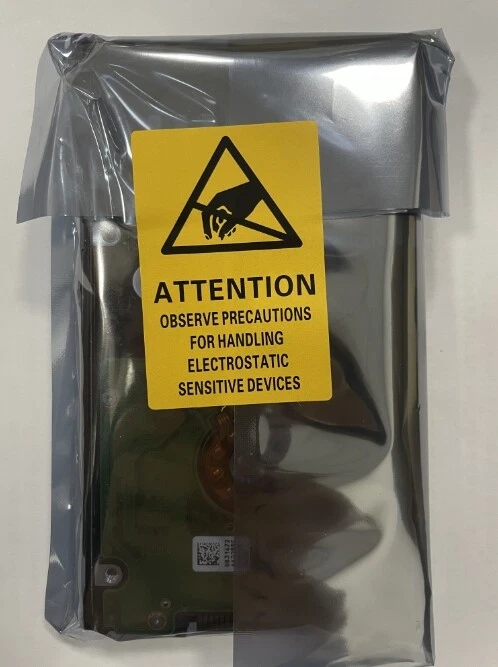 ATTENTION
OBSERVE PRECAUTIONS
FOR HANDLING
ELECTROSTATIC
SENSITIVE DEVICES